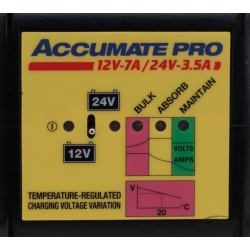 ACCUMATE PRO
12V-7A/24V-3.5A
24V
BULK
ABSORB
MAINTAIN
12V
VOLTS
AMPS
TEMPERATURE-REGULATED
CHARGING VOLTAGE VARIATION
V
20
°C